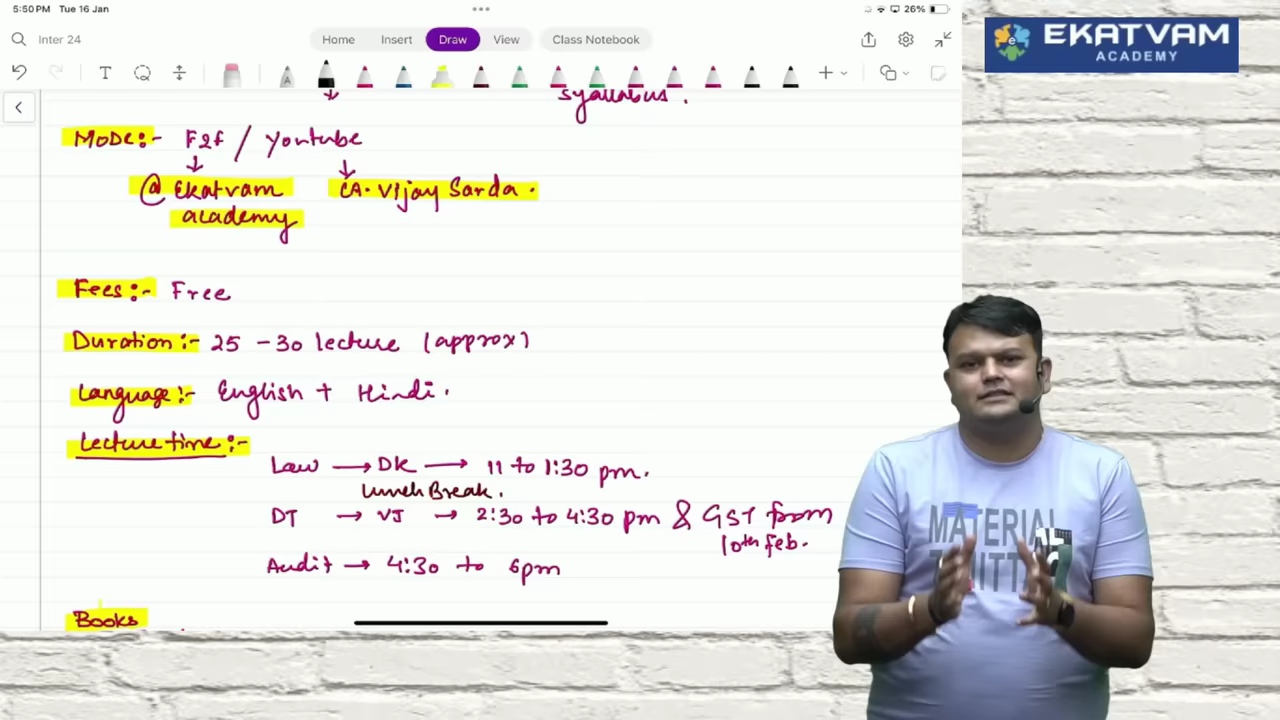 5:50 PM Tue 16 Jan
26%
Inter 24
Home Insert Draw View Class Notebook
EKATVAM
ACADEMY
syallabus.
Mode:- F2f / Youtube
@ Ekatvam CA. Vijay Sarda.
academy
Fees:- Free
Duration:- 25 - 30 lecture (approx)
Language:- English + Hindi.
Lecture time:-
Law → DK → 11 to 1:30 pm.
Lunch Break.
DT → VJ → 2:30 to 4:30 pm & GST from
10th feb.
Audit → 4:30 to 6pm
Books
MATERIAL